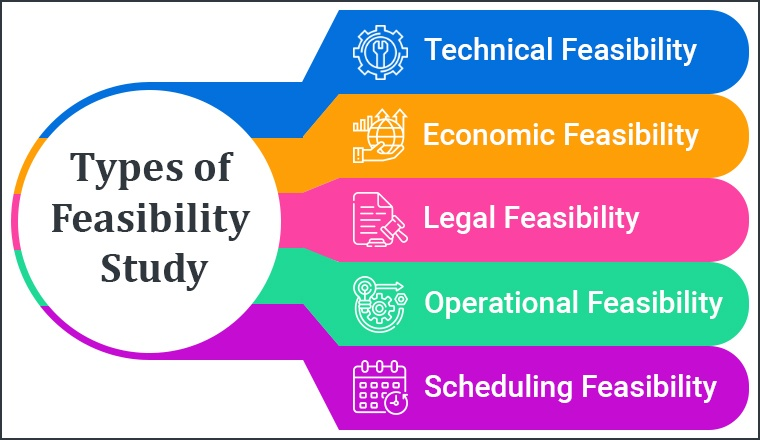 Types of
Feasibility
Study
Technical Feasibility
Economic Feasibility
Legal Feasibility
Operational Feasibility
Scheduling Feasibility